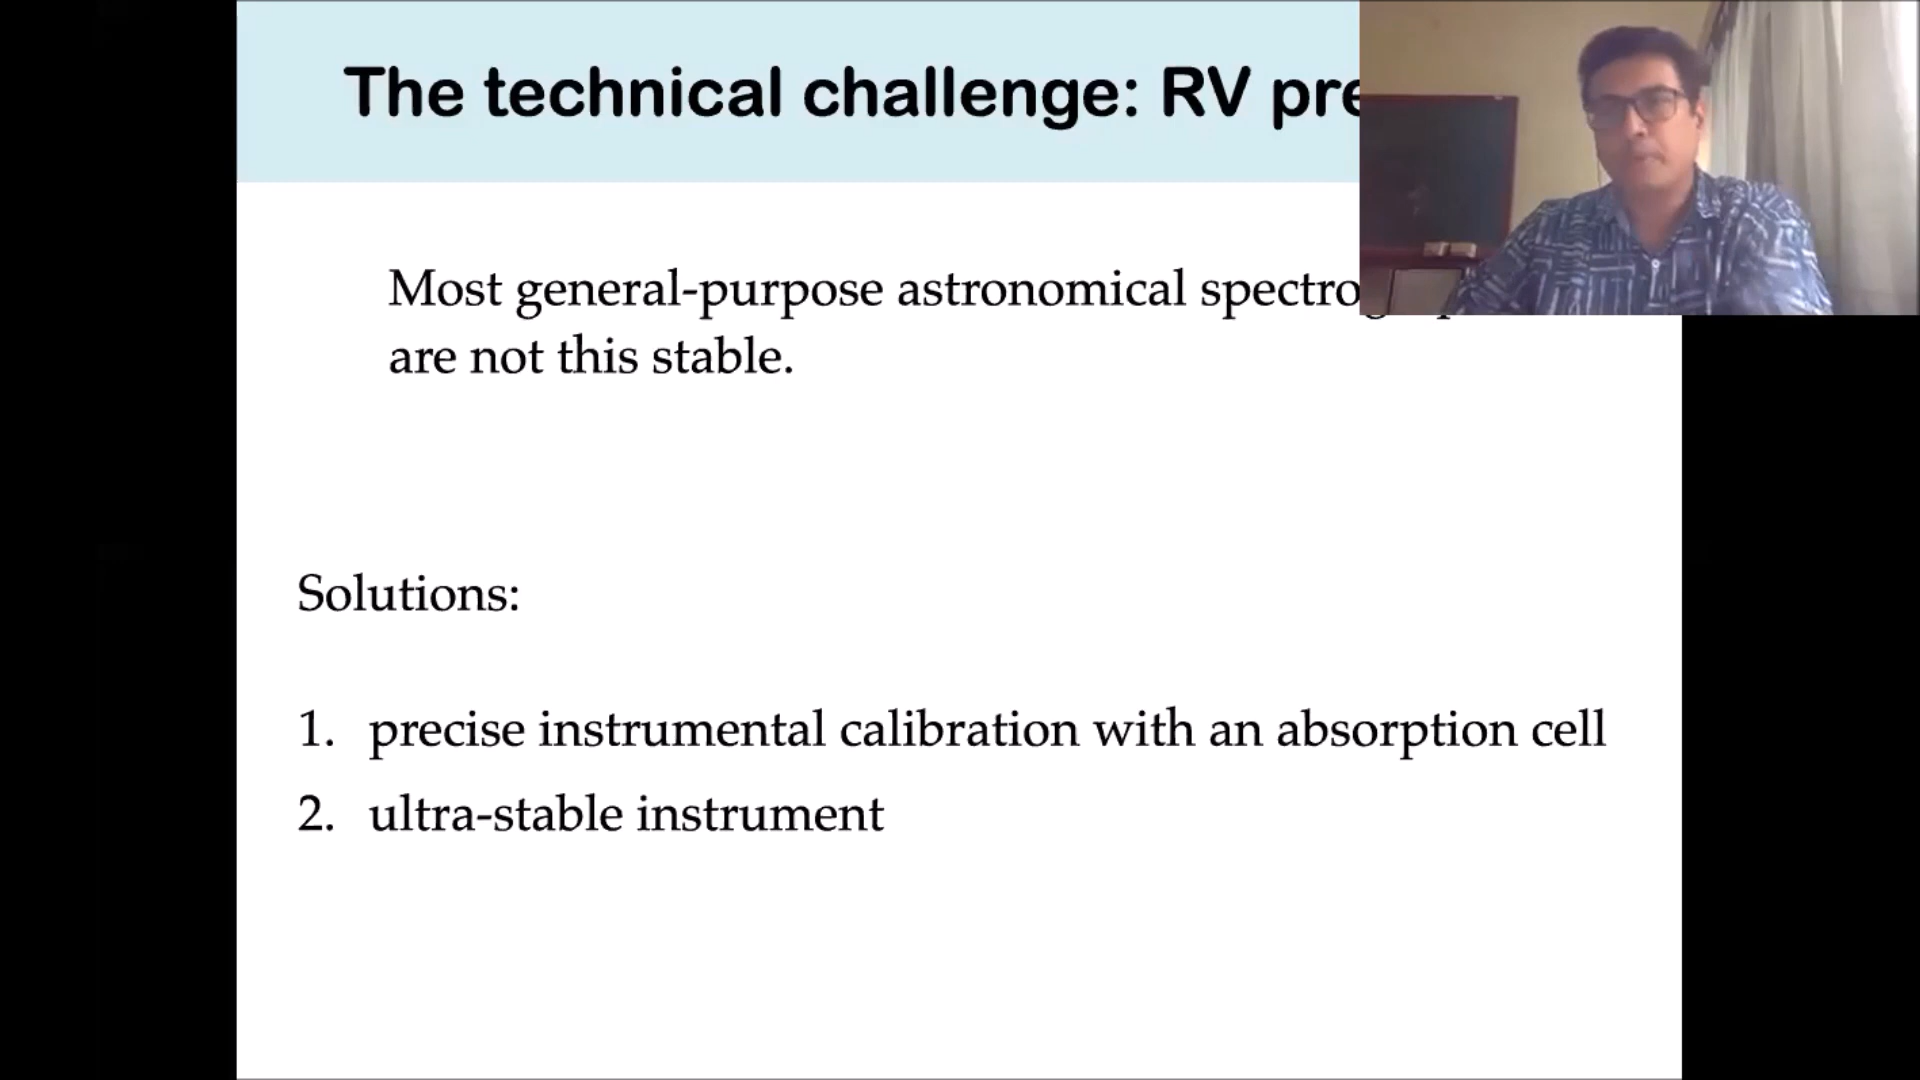 The technical challenge: RV pre
Most general-purpose astronomical spectro
are not this stable.
Solutions:
1. precise instrumental calibration with an absorption cell
2. ultra-stable instrument